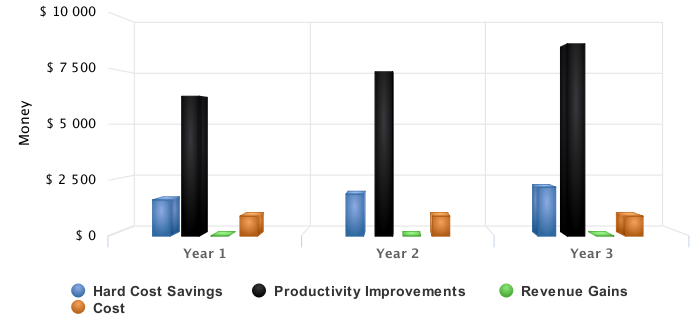 $ 10 000
$ 7 500
$ 5 000
$ 2 500
$ 0
Money
Year 1
Year 2
Year 3
Hard Cost Savings
Productivity Improvements
Revenue Gains
Cost